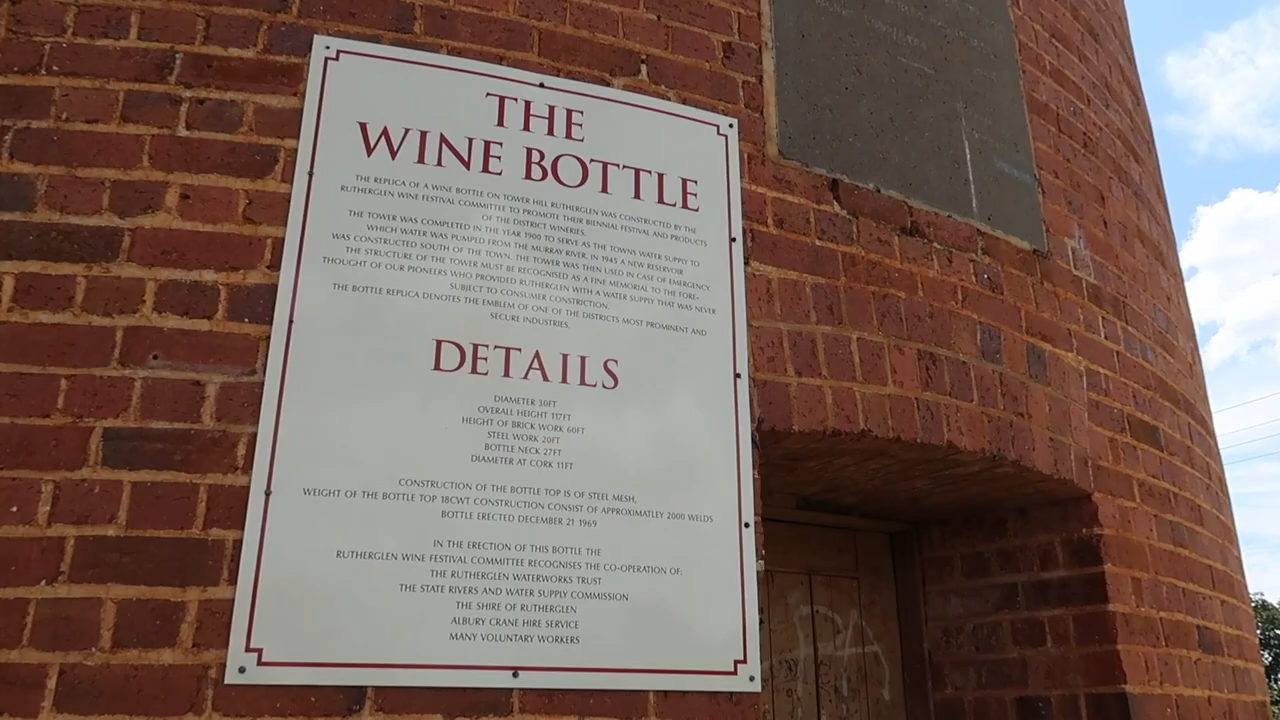 THE
WINE BOTTLE
THE REPLICA OF A WINE BOTTLE ON TOWER HILL RUTHERGLEN WAS CONSTRUCTED BY THE
RUTHERGLEN WINE FESTIVAL COMMITTEE TO PROMOTE THEIR BIENNIAL FESTIVAL AND PRODUCTS
OF THE DISTRICT WINERIES.
THE TOWER WAS COMPLETED IN THE YEAR 1900 TO SERVE AS THE TOWNS WATER SUPPLY TO
WHICH WATER WAS PUMPED FROM THE MURRAY RIVER. IN 1945 A NEW RESERVOIR
WAS CONSTRUCTED SOUTH OF THE TOWN. THE TOWER WAS THEN USED IN CASE OF EMERGENCY.
THE STRUCTURE OF THE TOWER MUST BE RECOGNISED AS A FINE MEMORIAL TO THE FORE-
THOUGHT OF OUR PIONEERS WHO PROVIDED RUTHERGLEN WITH A WATER SUPPLY THAT WAS NEVER
SUBJECT TO CONSUMER CONSTRICTION.
THE BOTTLE REPLICA DENOTES THE EMBLEM OF ONE OF THE DISTRICTS MOST PROMINENT AND
SECURE INDUSTRIES.
DETAILS
DIAMETER 30FT
OVERALL HEIGHT 117FT
HEIGHT OF BRICK WORK 60FT
STEEL WORK 20FT
BOTTLE NECK 27FT
DIAMETER AT CORK 11FT
CONSTRUCTION OF THE BOTTLE TOP IS OF STEEL MESH,
WEIGHT OF THE BOTTLE TOP 18CWT CONSTRUCTION CONSIST OF APPROXIMATLEY 2000 WELDS
BOTTLE ERECTED DECEMBER 21 1969
IN THE ERECTION OF THIS BOTTLE THE
RUTHERGLEN WINE FESTIVAL COMMITTEE RECOGNISES THE CO-OPERATION OF:
THE RUTHERGLEN WATERWORKS TRUST
THE STATE RIVERS AND WATER SUPPLY COMMISSION
THE SHIRE OF RUTHERGLEN
ALBURY CRANE HIRE SERVICE
MANY VOLUNTARY WORKERS